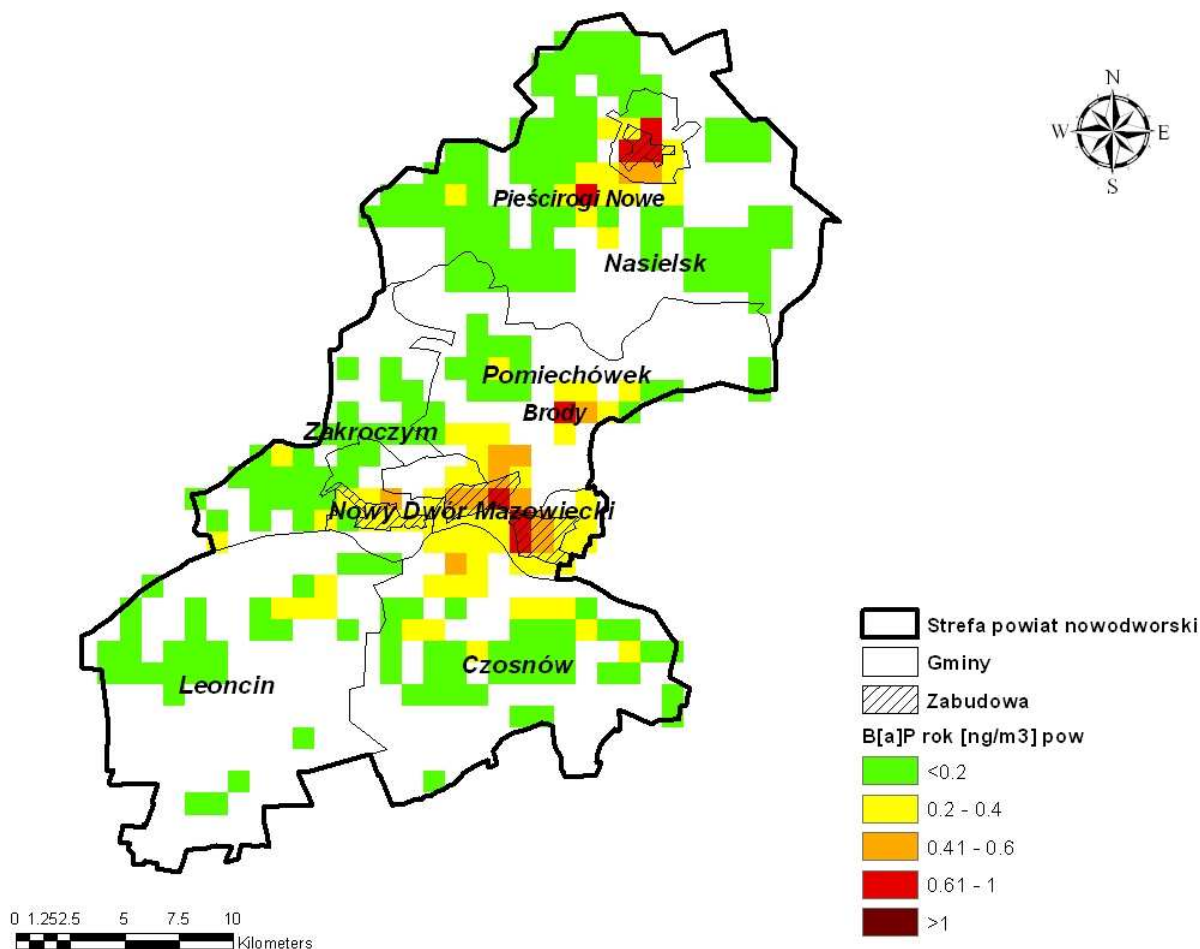 N
W E
S
Pieścirogi Nowe
Nasielsk
Pomiechówek
Brody
Zakroczym
Nowy Dwór Mazowiecki
Czosnów
Leoncin
Strefa powiat nowodworski
Gminy
Zabudowa
B[a]P rok [ng/m3] pow
<0.2
0.2 - 0.4
0.41 - 0.6
0.61 - 1
>1
0 1.252.5 5 7.5 10
Kilometers